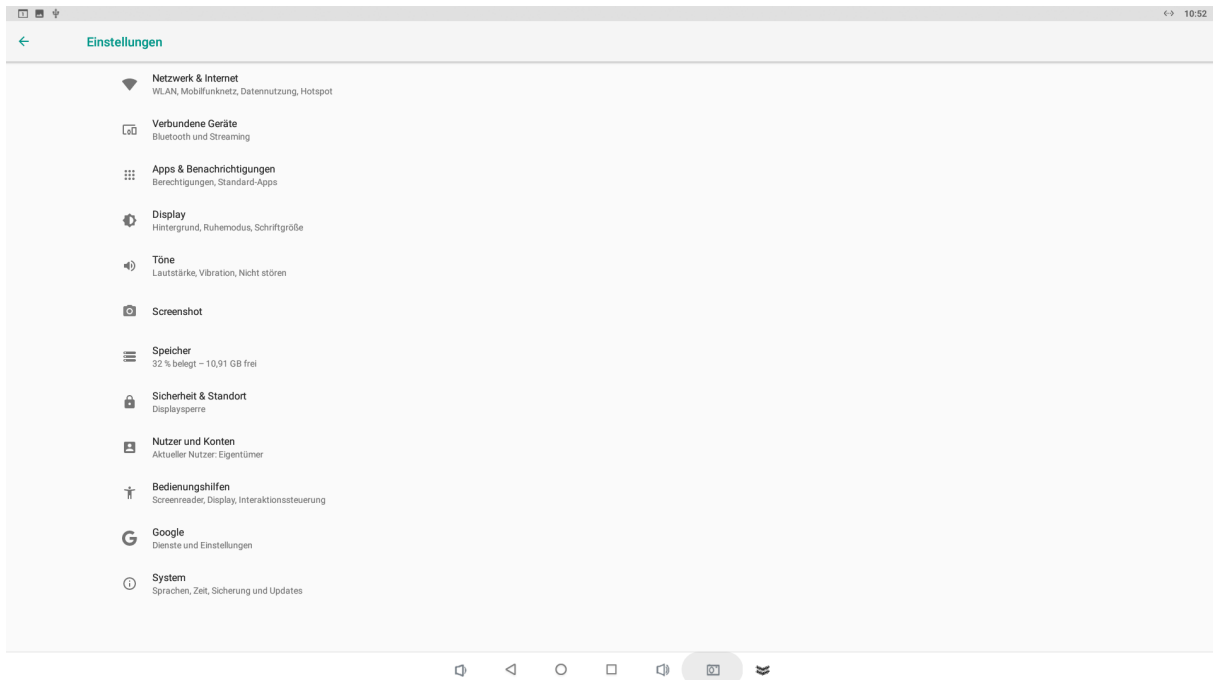 10:52
Einstellungen
Netzwerk & Internet
WLAN, Mobilfunknetz, Datennutzung, Hotspot
Verbundene Geräte
Bluetooth und Streaming
Apps & Benachrichtigungen
Berechtigungen, Standard-Apps
Display
Hintergrund, Ruhemodus, Schriftgröße
Töne
Lautstärke, Vibration, Nicht stören
Screenshot
Speicher
32 % belegt – 10,91 GB frei
Sicherheit & Standort
Displaysperre
Nutzer und Konten
Aktueller Nutzer: Eigentümer
Bedienungshilfen
Screenreader, Display, Interaktionssteuerung
Google
Dienste und Einstellungen
System
Sprachen, Zeit, Sicherung und Updates